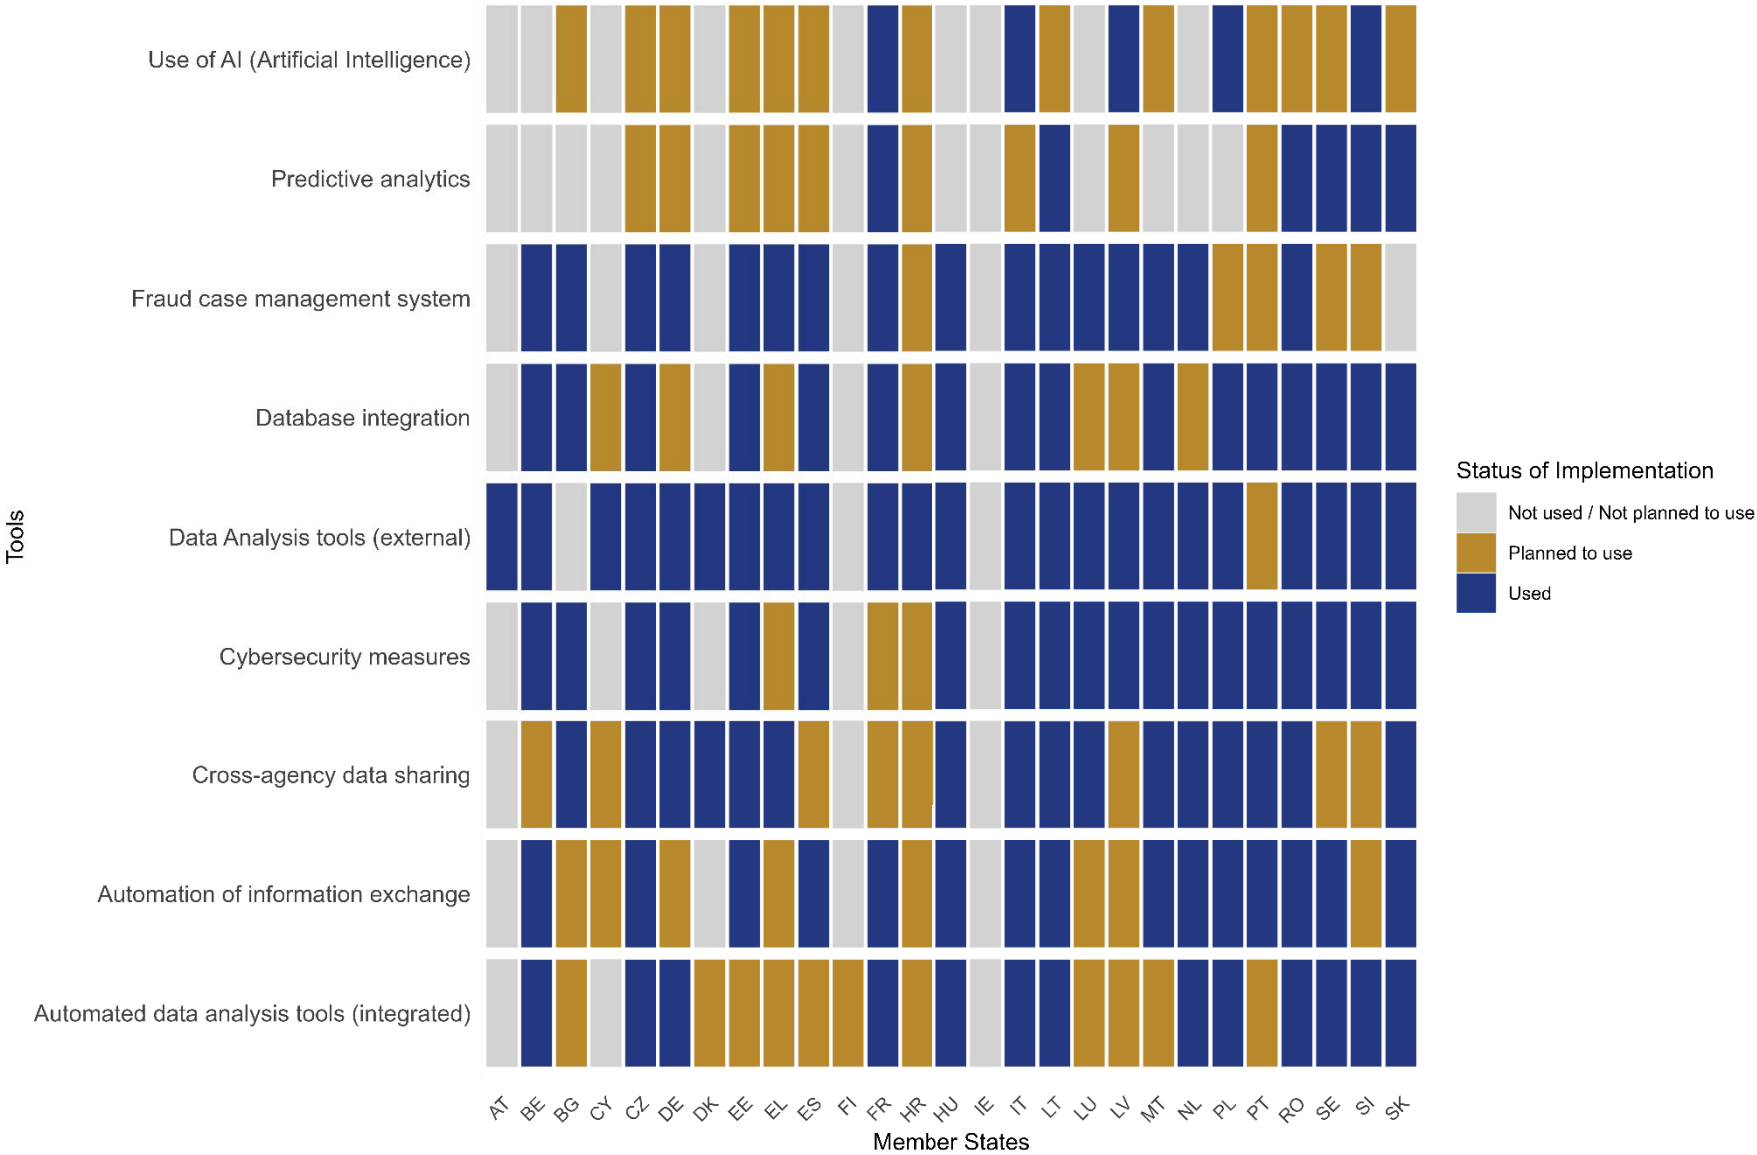 Use of AI (Artificial Intelligence)
Predictive analytics
Fraud case management system
Database integration
Data Analysis tools (external)
Cybersecurity measures
Cross-agency data sharing
Automation of information exchange
Automated data analysis tools (integrated)
Tools
AT BE BG CY CZ DE DK EE EL ES FI FR HR HU IE IT LT LU LV MT NL PL PT RO SE SI SK
Member States
Status of Implementation
Not used / Not planned to use
Planned to use
Used